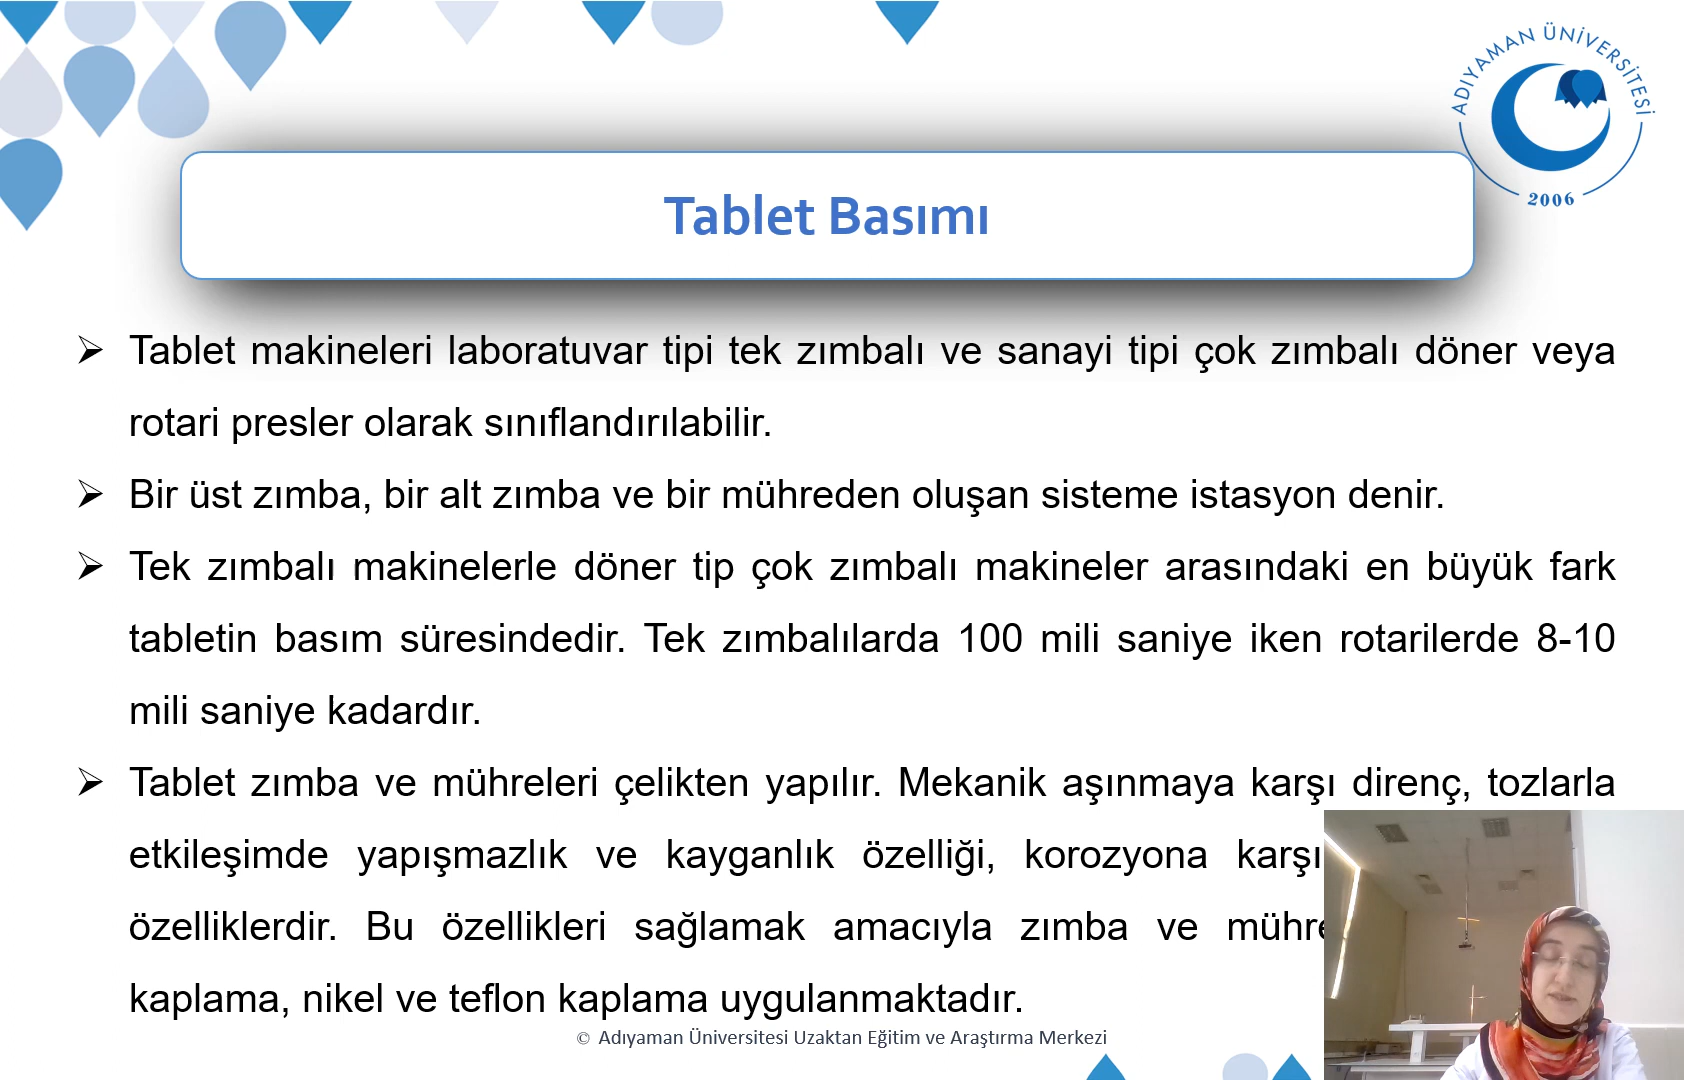 ADIYAMAN ÜNİVERSİTESİ
2006
Tablet Basımı
Tablet makineleri laboratuvar tipi tek zımbalı ve sanayi tipi çok zımbalı döner veya
rotari presler olarak sınıflandırılabilir.
Bir üst zımba, bir alt zımba ve bir mühreden oluşan sisteme istasyon denir.
Tek zımbalı makinelerle döner tip çok zımbalı makineler arasındaki en büyük fark
tabletin basım süresindedir. Tek zımbalılarda 100 mili saniye iken rotarilerde 8-10
mili saniye kadardır.
Tablet zımba ve mühreleri çelikten yapılır. Mekanik aşınmaya karşı direnç, tozlarla
etkileşimde yapışmazlık ve kayganlık özelliği, korozyona karşı
özelliklerdir. Bu özellikleri sağlamak amacıyla zımba ve
kaplama, nikel ve teflon kaplama uygulanmaktadır.
© Adıyaman Üniversitesi Uzaktan Eğitim ve Araştırma Merkezi